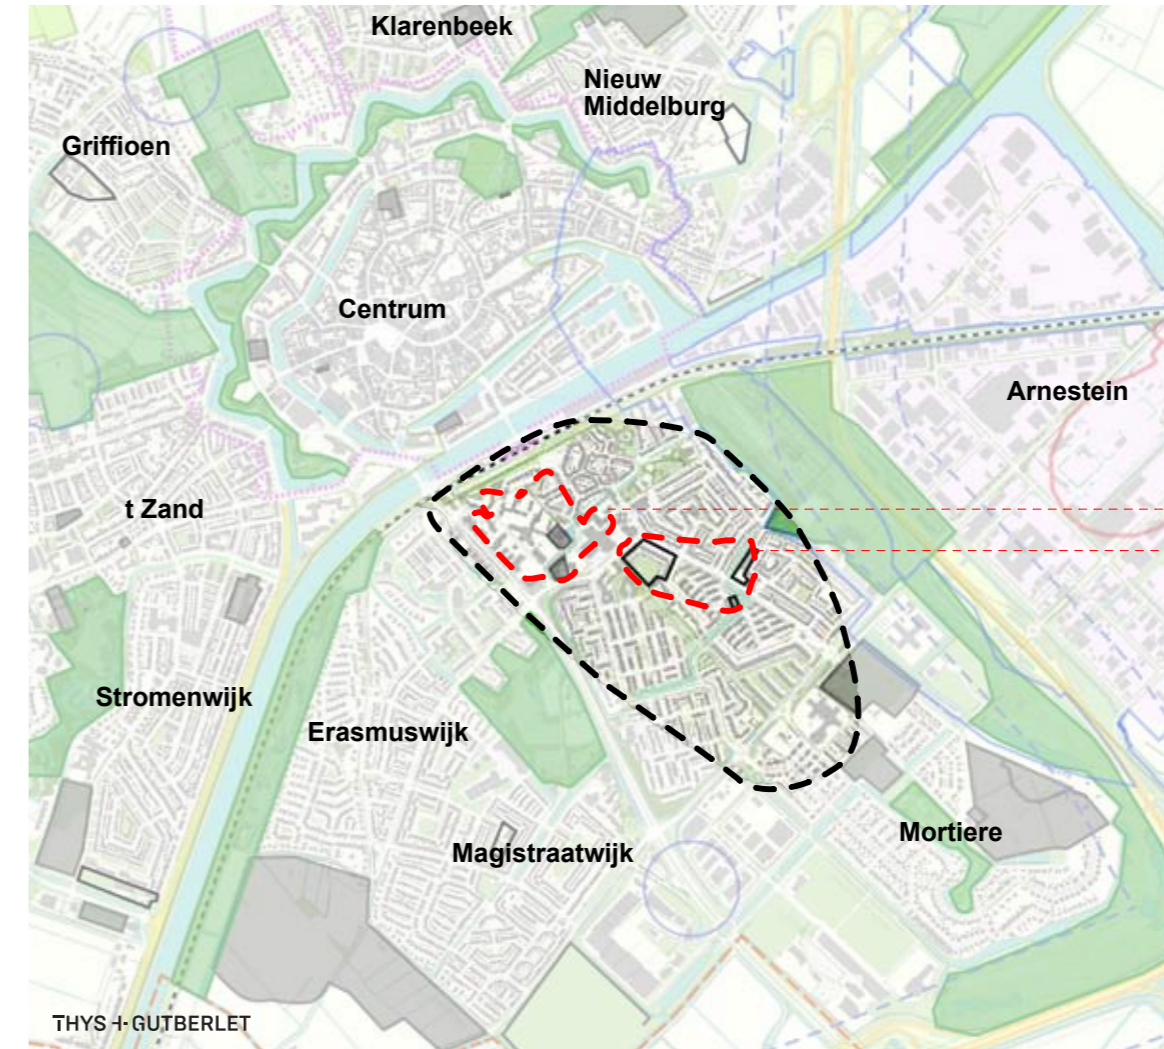 Klarenbeek
Nieuw
Middelburg
Griffioen
Centrum
Arnestein
t Zand
Stromenwijk
Erasmuswijk
Mortiere
Magistraatwijk
THYS + GUTBERLET